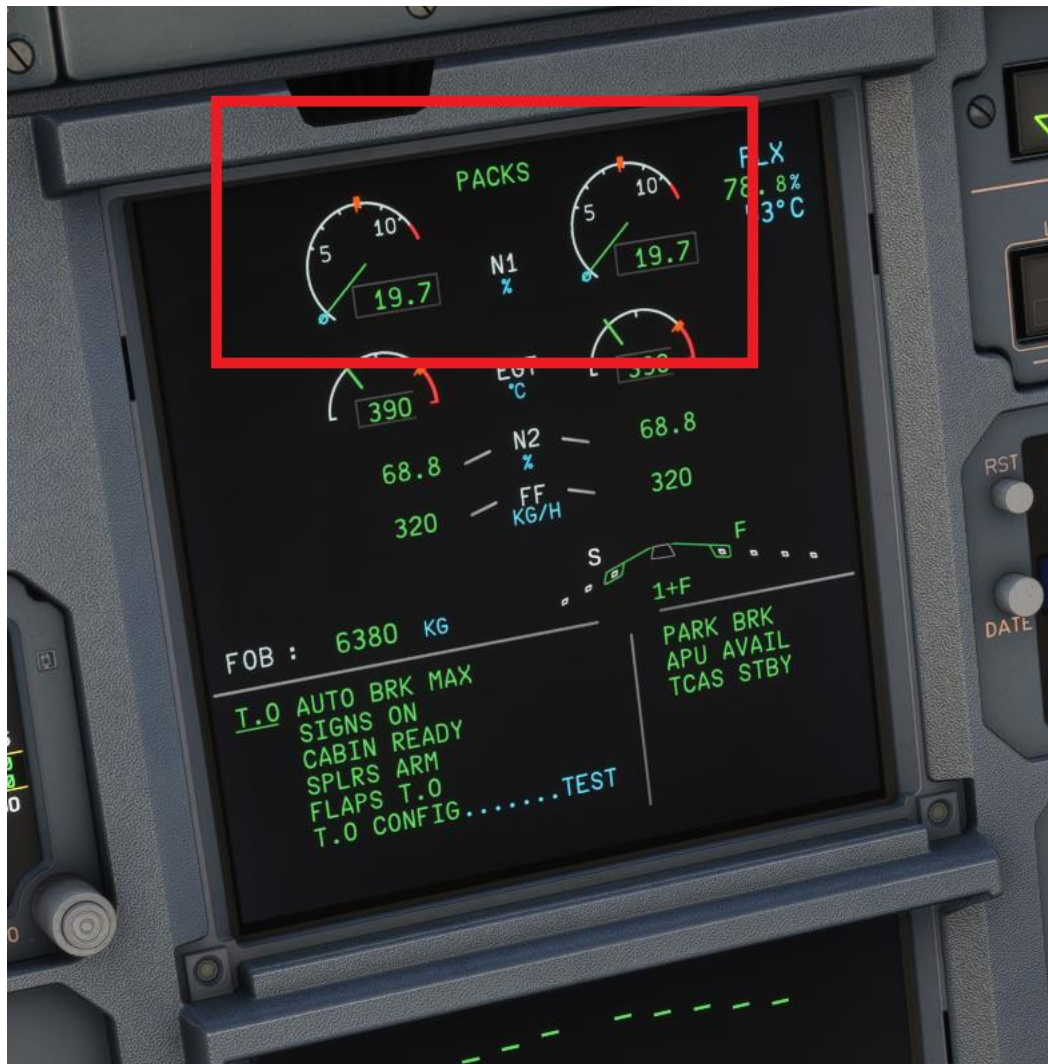 PACKS
FLX
78.8%
3°C
5 10
5 10
19.7 N1 19.7
%
EGT
390 °C 390
68.8 N2 68.8
%
320 FF 320
KG/H
S F
1+F
FOB : 6380 KG
T.O AUTO BRK MAX
SIGNS ON
CABIN READY
SPLRS ARM
FLAPS T.O
T.O CONFIG.......TEST
PARK BRK
APU AVAIL
TCAS STBY
RST
DATE